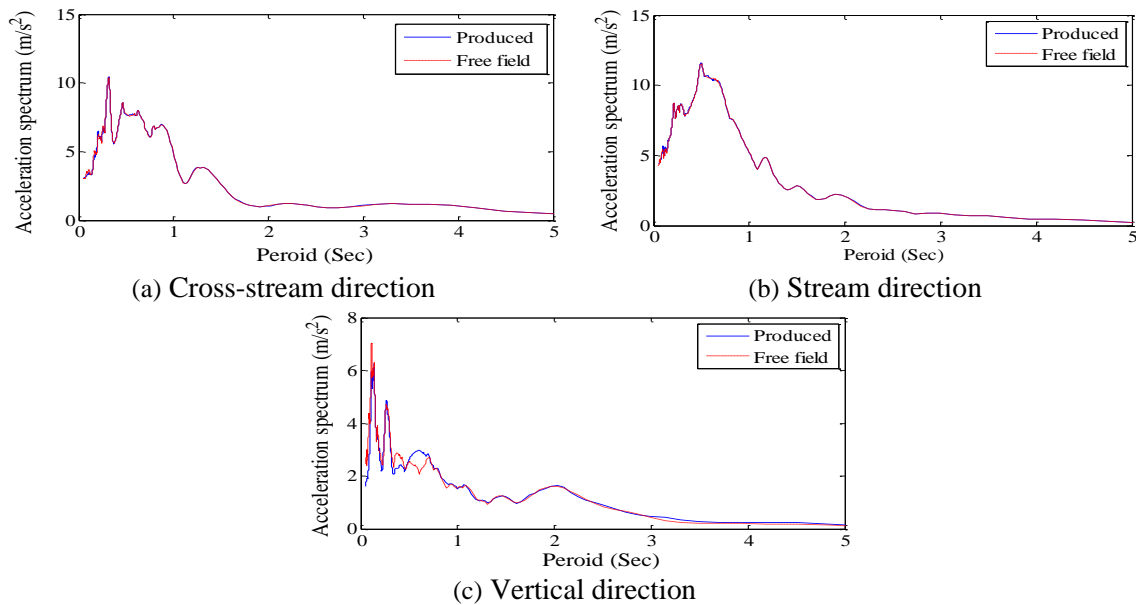 Acceleration spectrum (m/s²)
15
10
5
0
Produced
Free field
0 1 2 3 4 5
Peroid (Sec)
(a) Cross-stream direction
Acceleration spectrum (m/s²)
15
10
5
0
Produced
Free field
0 1 2 3 4 5
Peroid (Sec)
(b) Stream direction
Acceleration spectrum (m/s²)
8
6
4
2
0
Produced
Free field
0 1 2 3 4 5
Peroid (Sec)
(c) Vertical direction